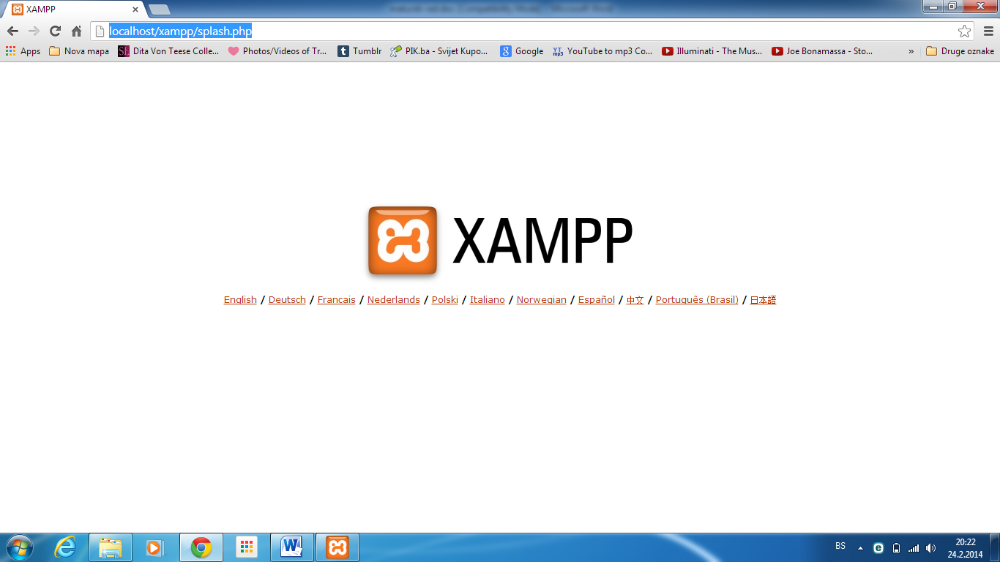 XAMPP
localhost/xampp/splash.php
Apps Nova mapa Dita Von Teese Colle... Photos/Videos of Tr... Tumblr PIK.ba - Svijet Kupo... Google YouTube to mp3 Co... Illuminati - The Mus... Joe Bonamassa - Sto... » Druge oznake
XAMPP
English / Deutsch / Francais / Nederlands / Polski / Italiano / Norwegian / Español / 中文 / Português (Brasil) / 日本語
BS 20:22
24.2.2014